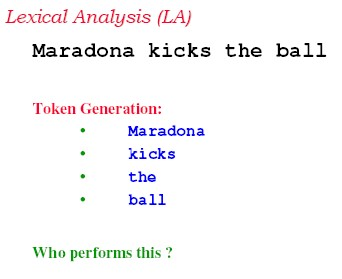 Lexical Analysis (LA)
Maradona kicks the ball
Token Generation:
• Maradona
• kicks
• the
• ball
Who performs this ?